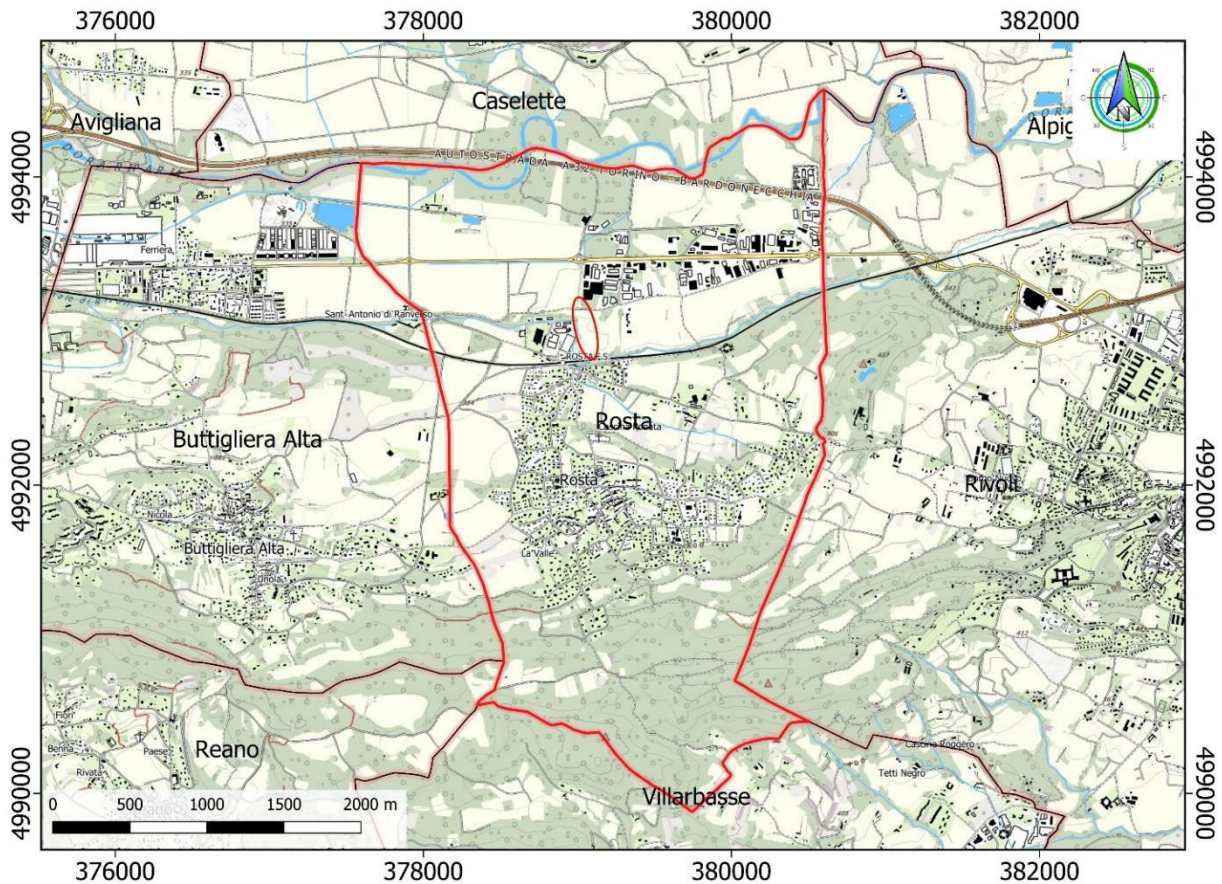 376000 378000 380000 382000
Caselette
Avigliana
Alpig
AUTOSTRADA A32 TORINO - BARDONECCHIA
4994000
4994000
Ferriera
Sant' Antonio di Ranverso
ROSTA F.S.
Rosta
Buttigliera Alta
4992000
4992000
Rivoli
Rosta
Nicola
Buttigliera Alta
La Valle
Uriola
Fiori
Reano
Benna
Paese
Rivata
Cascina Roggero
Tetti Negro
Villarbasse
4990000
4990000
0 500 1000 1500 2000 m
376000 378000 380000 382000
N